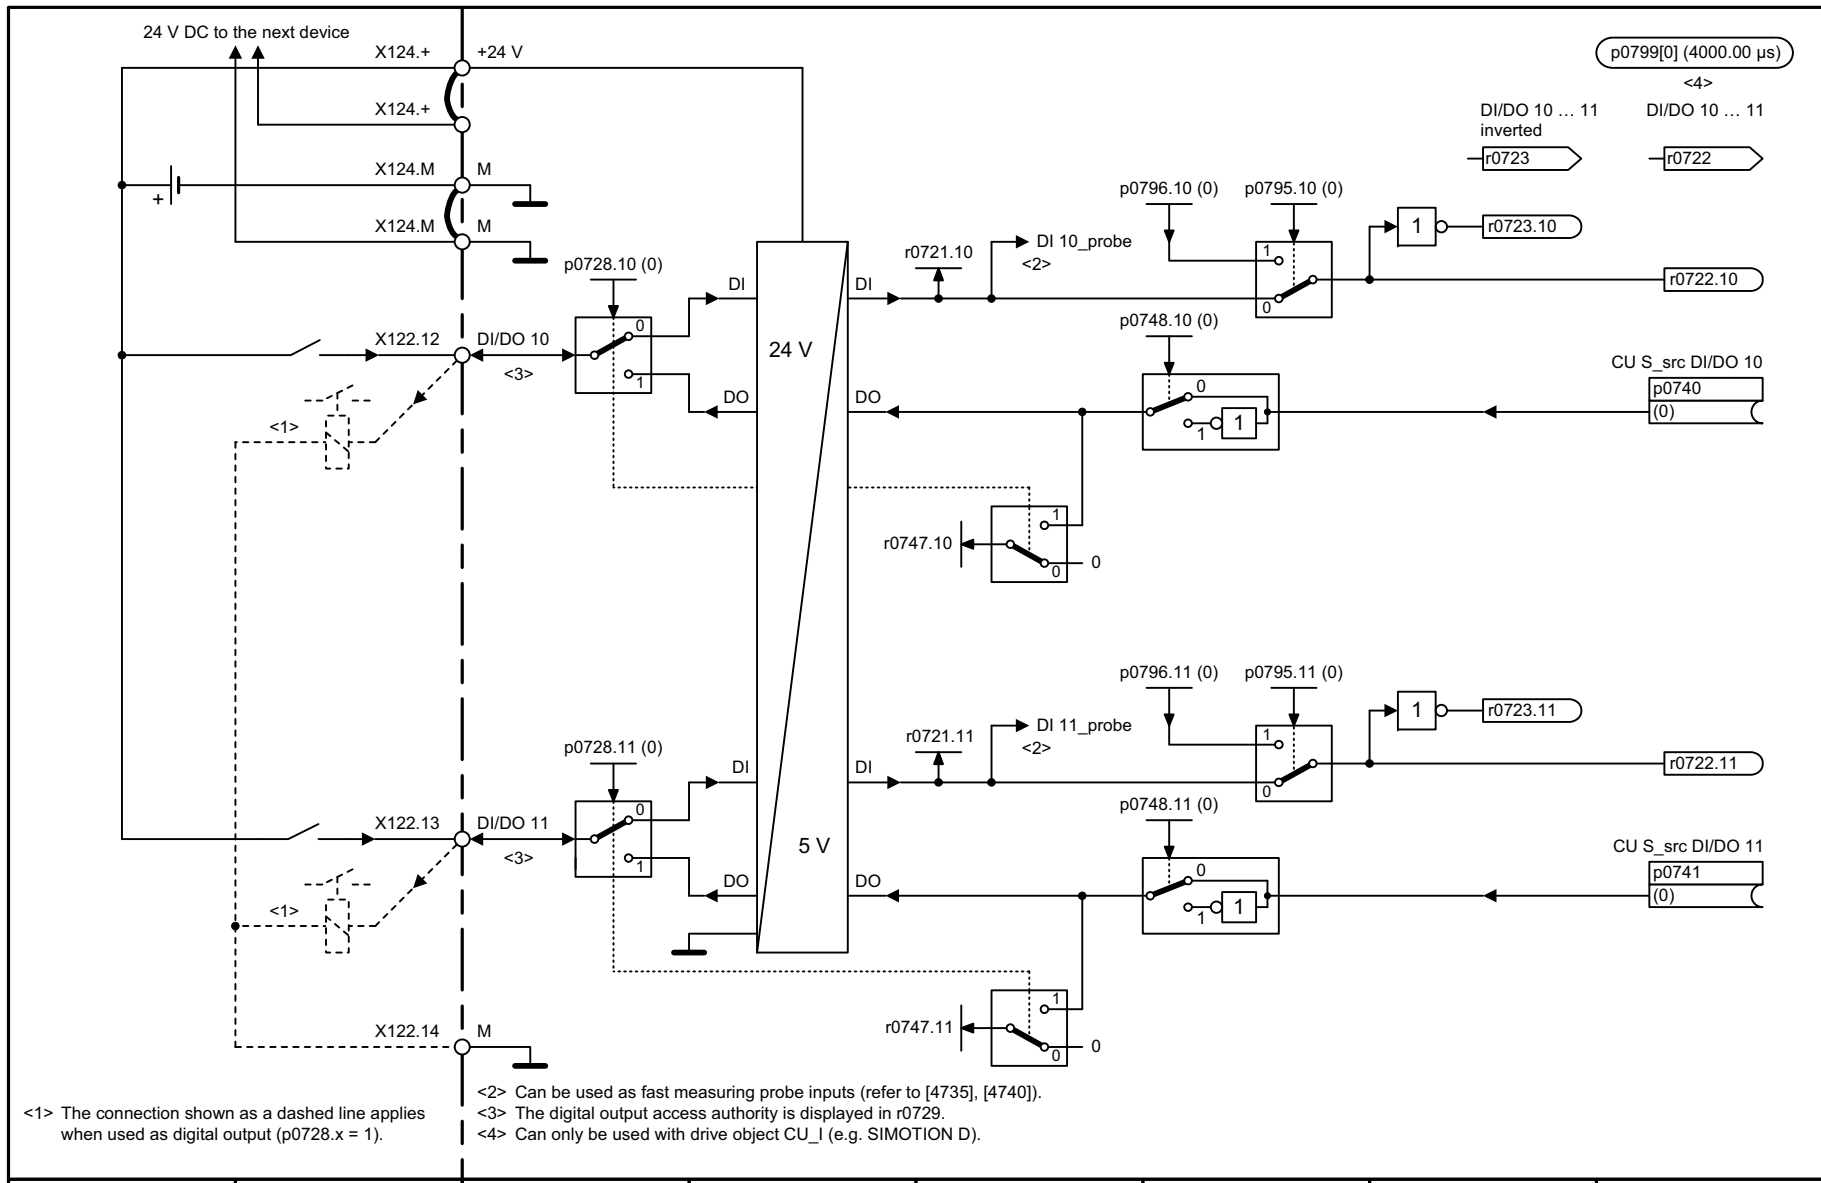 24 V DC to the next device
X124.+
+24 V
X124.+
X124.M
M
+
X124.M
M
p0799[0] (4000.00 µs)
<4>
DI/DO 10 … 11
inverted
DI/DO 10 … 11
r0723
r0722
p0796.10 (0)
p0795.10 (0)
1
r0723.10
r0721.10
DI 10_probe
<2>
1
0
r0722.10
p0728.10 (0)
DI
DI
24 V
X122.12
DI/DO 10
<3>
0
1
p0748.10 (0)
0
1
1
CU S_src DI/DO 10
p0740
(0)
DO
DO
<1>
r0747.10
1
0
0
p0796.11 (0)
p0795.11 (0)
1
r0723.11
r0721.11
DI 11_probe
<2>
1
0
r0722.11
p0728.11 (0)
DI
DI
5 V
X122.13
DI/DO 11
<3>
0
1
p0748.11 (0)
0
1
1
CU S_src DI/DO 11
p0741
(0)
DO
DO
<1>
r0747.11
1
0
0
X122.14
M
<1> The connection shown as a dashed line applies
when used as digital output (p0728.x = 1).
<2> Can be used as fast measuring probe inputs (refer to [4735], [4740]).
<3> The digital output access authority is displayed in r0729.
<4> Can only be used with drive object CU_I (e.g. SIMOTION D).